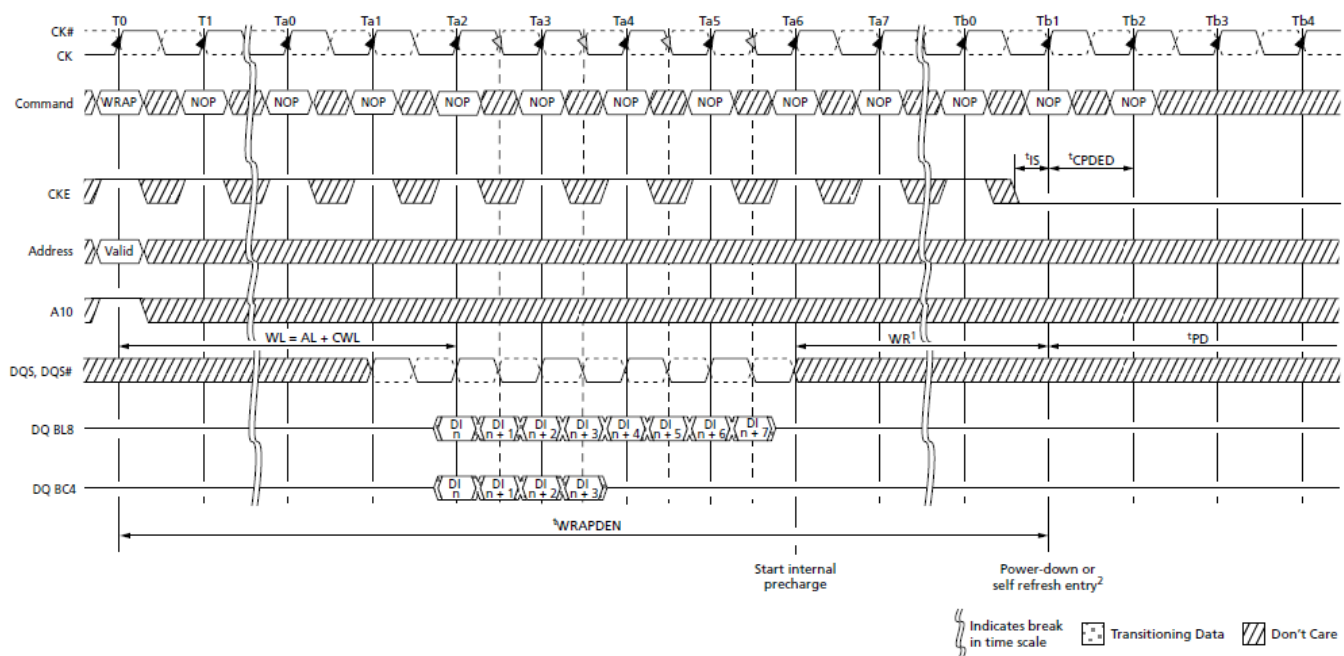 T0 T1 Ta0 Ta1 Ta2 Ta3 Ta4 Ta5 Ta6 Ta7 Tb0 Tb1 Tb2 Tb3 Tb4
CK#
CK
Command WRAP NOP NOP NOP NOP NOP NOP NOP NOP NOP NOP NOP NOP
tIS tCPDED
CKE
Address Valid
A10
WL = AL + CWL WR1 tPD
DQS, DQS#
DQ BL8 DI n DI n + 1 DI n + 2 DI n + 3 DI n + 4 DI n + 5 DI n + 6 DI n + 7
DQ BC4 DI n DI n + 1 DI n + 2 DI n + 3
tWRAPDEN
Start internal
precharge
Power-down or
self refresh entry2
Indicates break
in time scale
Transitioning Data
Don't Care